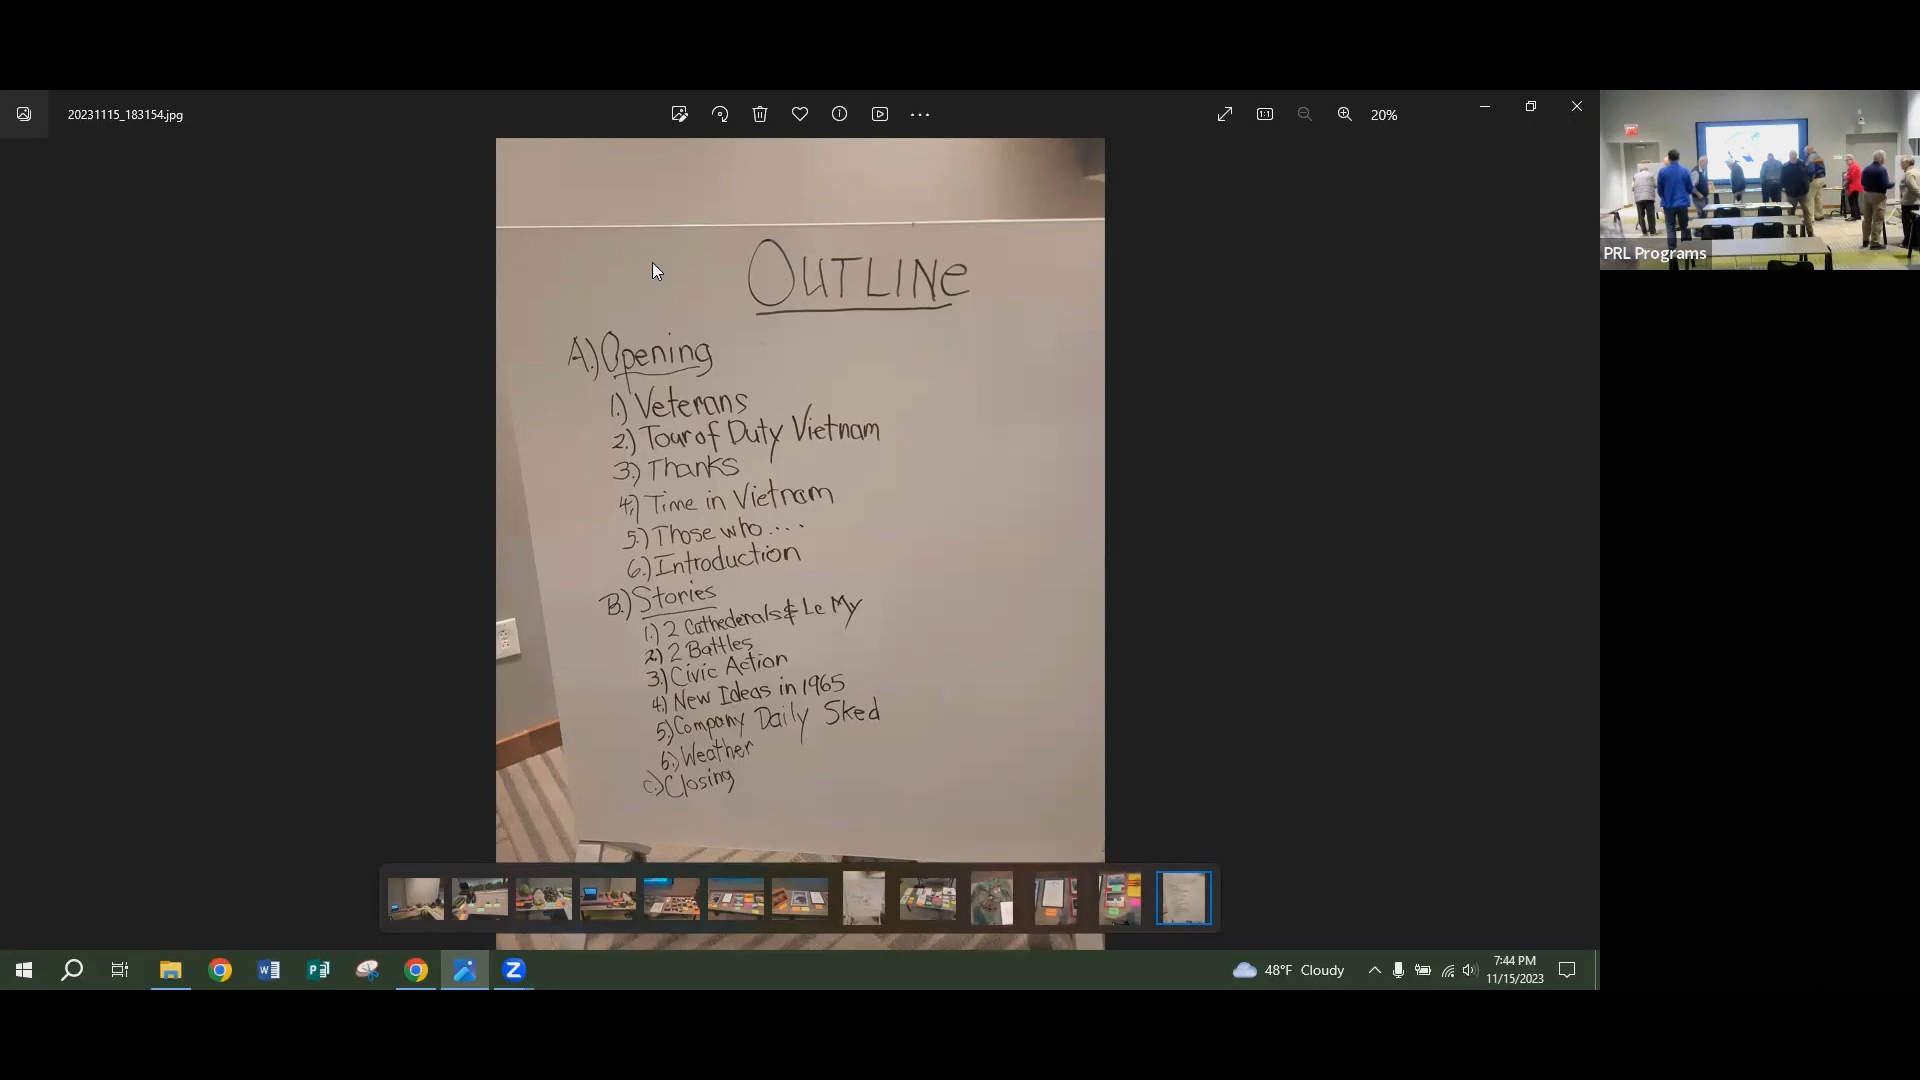 20231115_183154.jpg
20%
OUTLINe
A.) Opening
1.) Veterans
2.) Tour of Duty Vietnam
3.) Thanks
4.) Time in Vietnam
5.) Those who....
6.) Introduction
B.) Stories
1.) 2 Cathederals & Le My
2.) 2 Battles
3.) Civic Action
4.) New Ideas in 1965
5.) Company Daily Sked
6.) Weather
C.) Closing
PRL Programs
48°F Cloudy
7:44 PM
11/15/2023